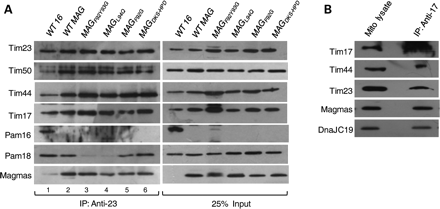 A
B
WT 16
WT MAG
MAG
MAG
MAG
MAG
WT 16
WT MAG
MAG
MAG
MAG
MAG
Mito lysate
IP: Anti-17
Tim23
Tim50
Tim44
Tim17
Pam16
Pam18
Magmas
Tim17
Tim44
Tim23
Magmas
DnaJC19
1 2 3 4 5 6
IP: Anti-23
25% Input